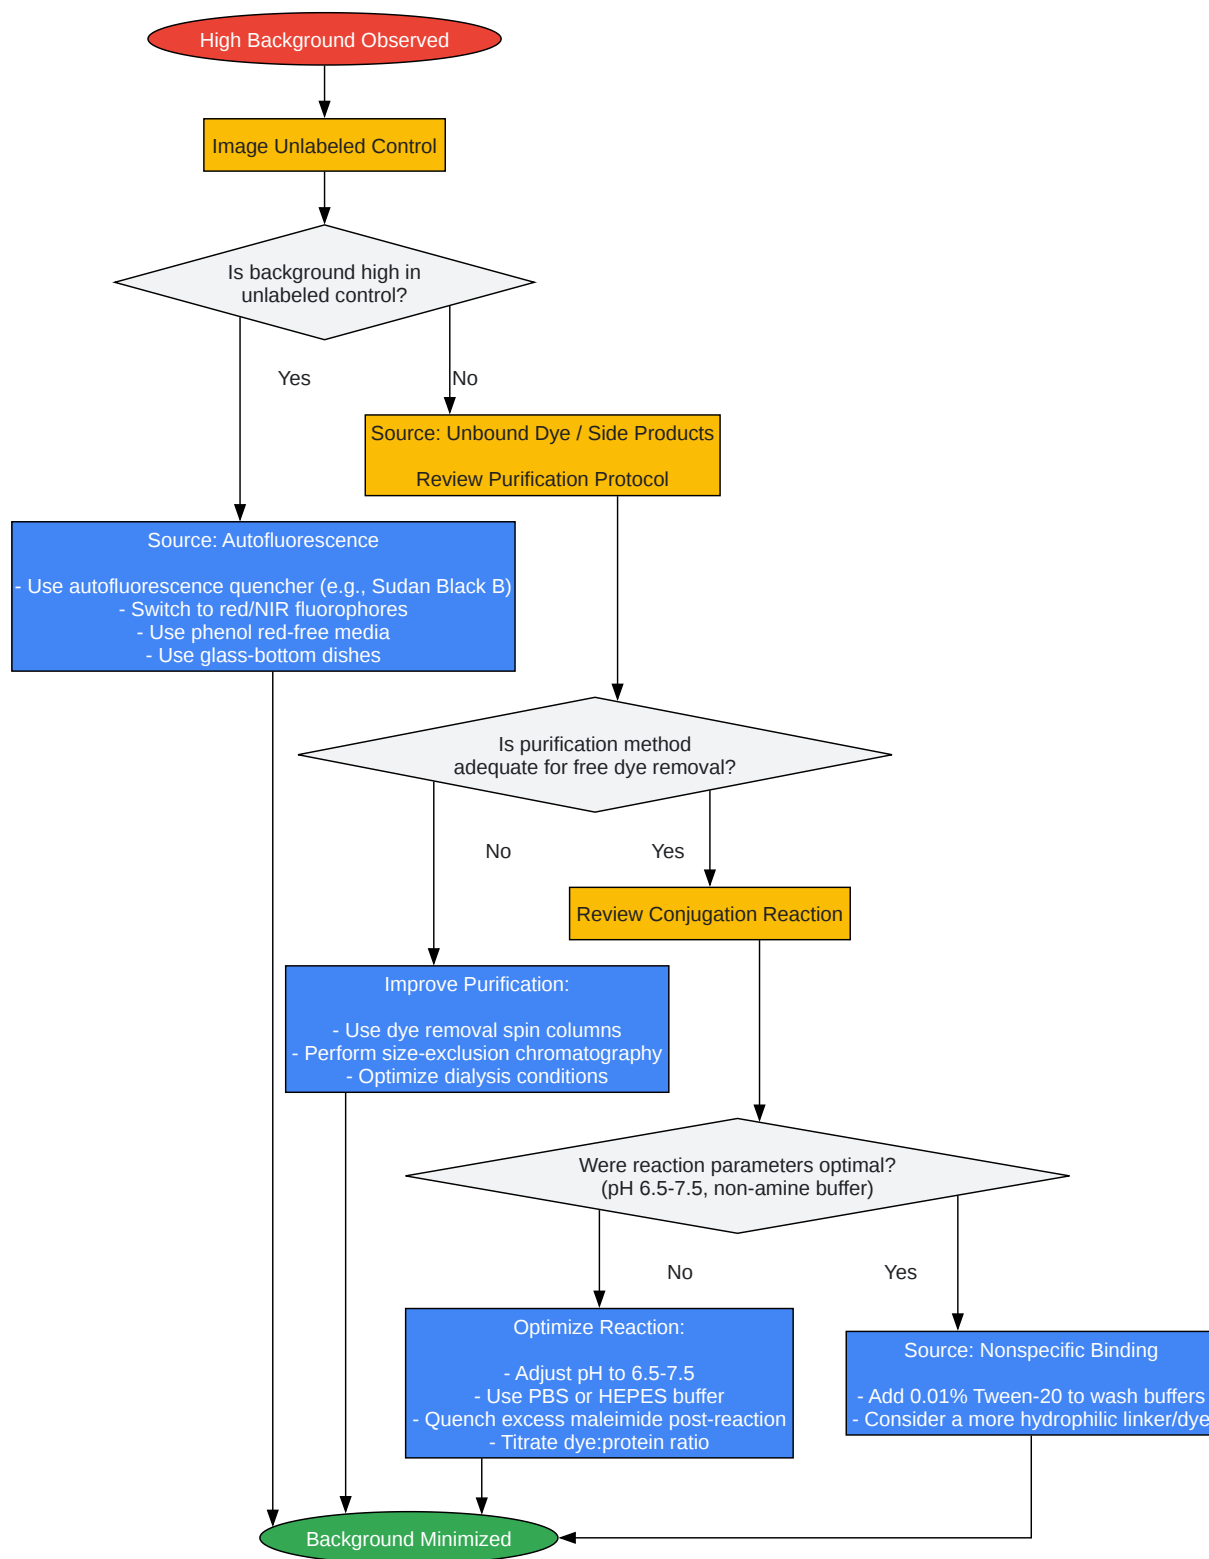 High Background Observed
Image Unlabeled Control
Is background high in
unlabeled control?
Yes
No
Source: Unbound Dye / Side Products
Review Purification Protocol
Source: Autofluorescence
- Use autofluorescence quencher (e.g., Sudan Black B)
- Switch to red/NIR fluorophores
- Use phenol red-free media
- Use glass-bottom dishes
Is purification method
adequate for free dye removal?
No
Yes
Review Conjugation Reaction
Improve Purification:
- Use dye removal spin columns
- Perform size-exclusion chromatography
- Optimize dialysis conditions
Were reaction parameters optimal?
(pH 6.5-7.5, non-amine buffer)
No
Yes
Optimize Reaction:
- Adjust pH to 6.5-7.5
- Use PBS or HEPES buffer
- Quench excess maleimide post-reaction
- Titrate dye:protein ratio
Source: Nonspecific Binding
- Add 0.01% Tween-20 to wash buffers
- Consider a more hydrophilic linker/dye
Background Minimized